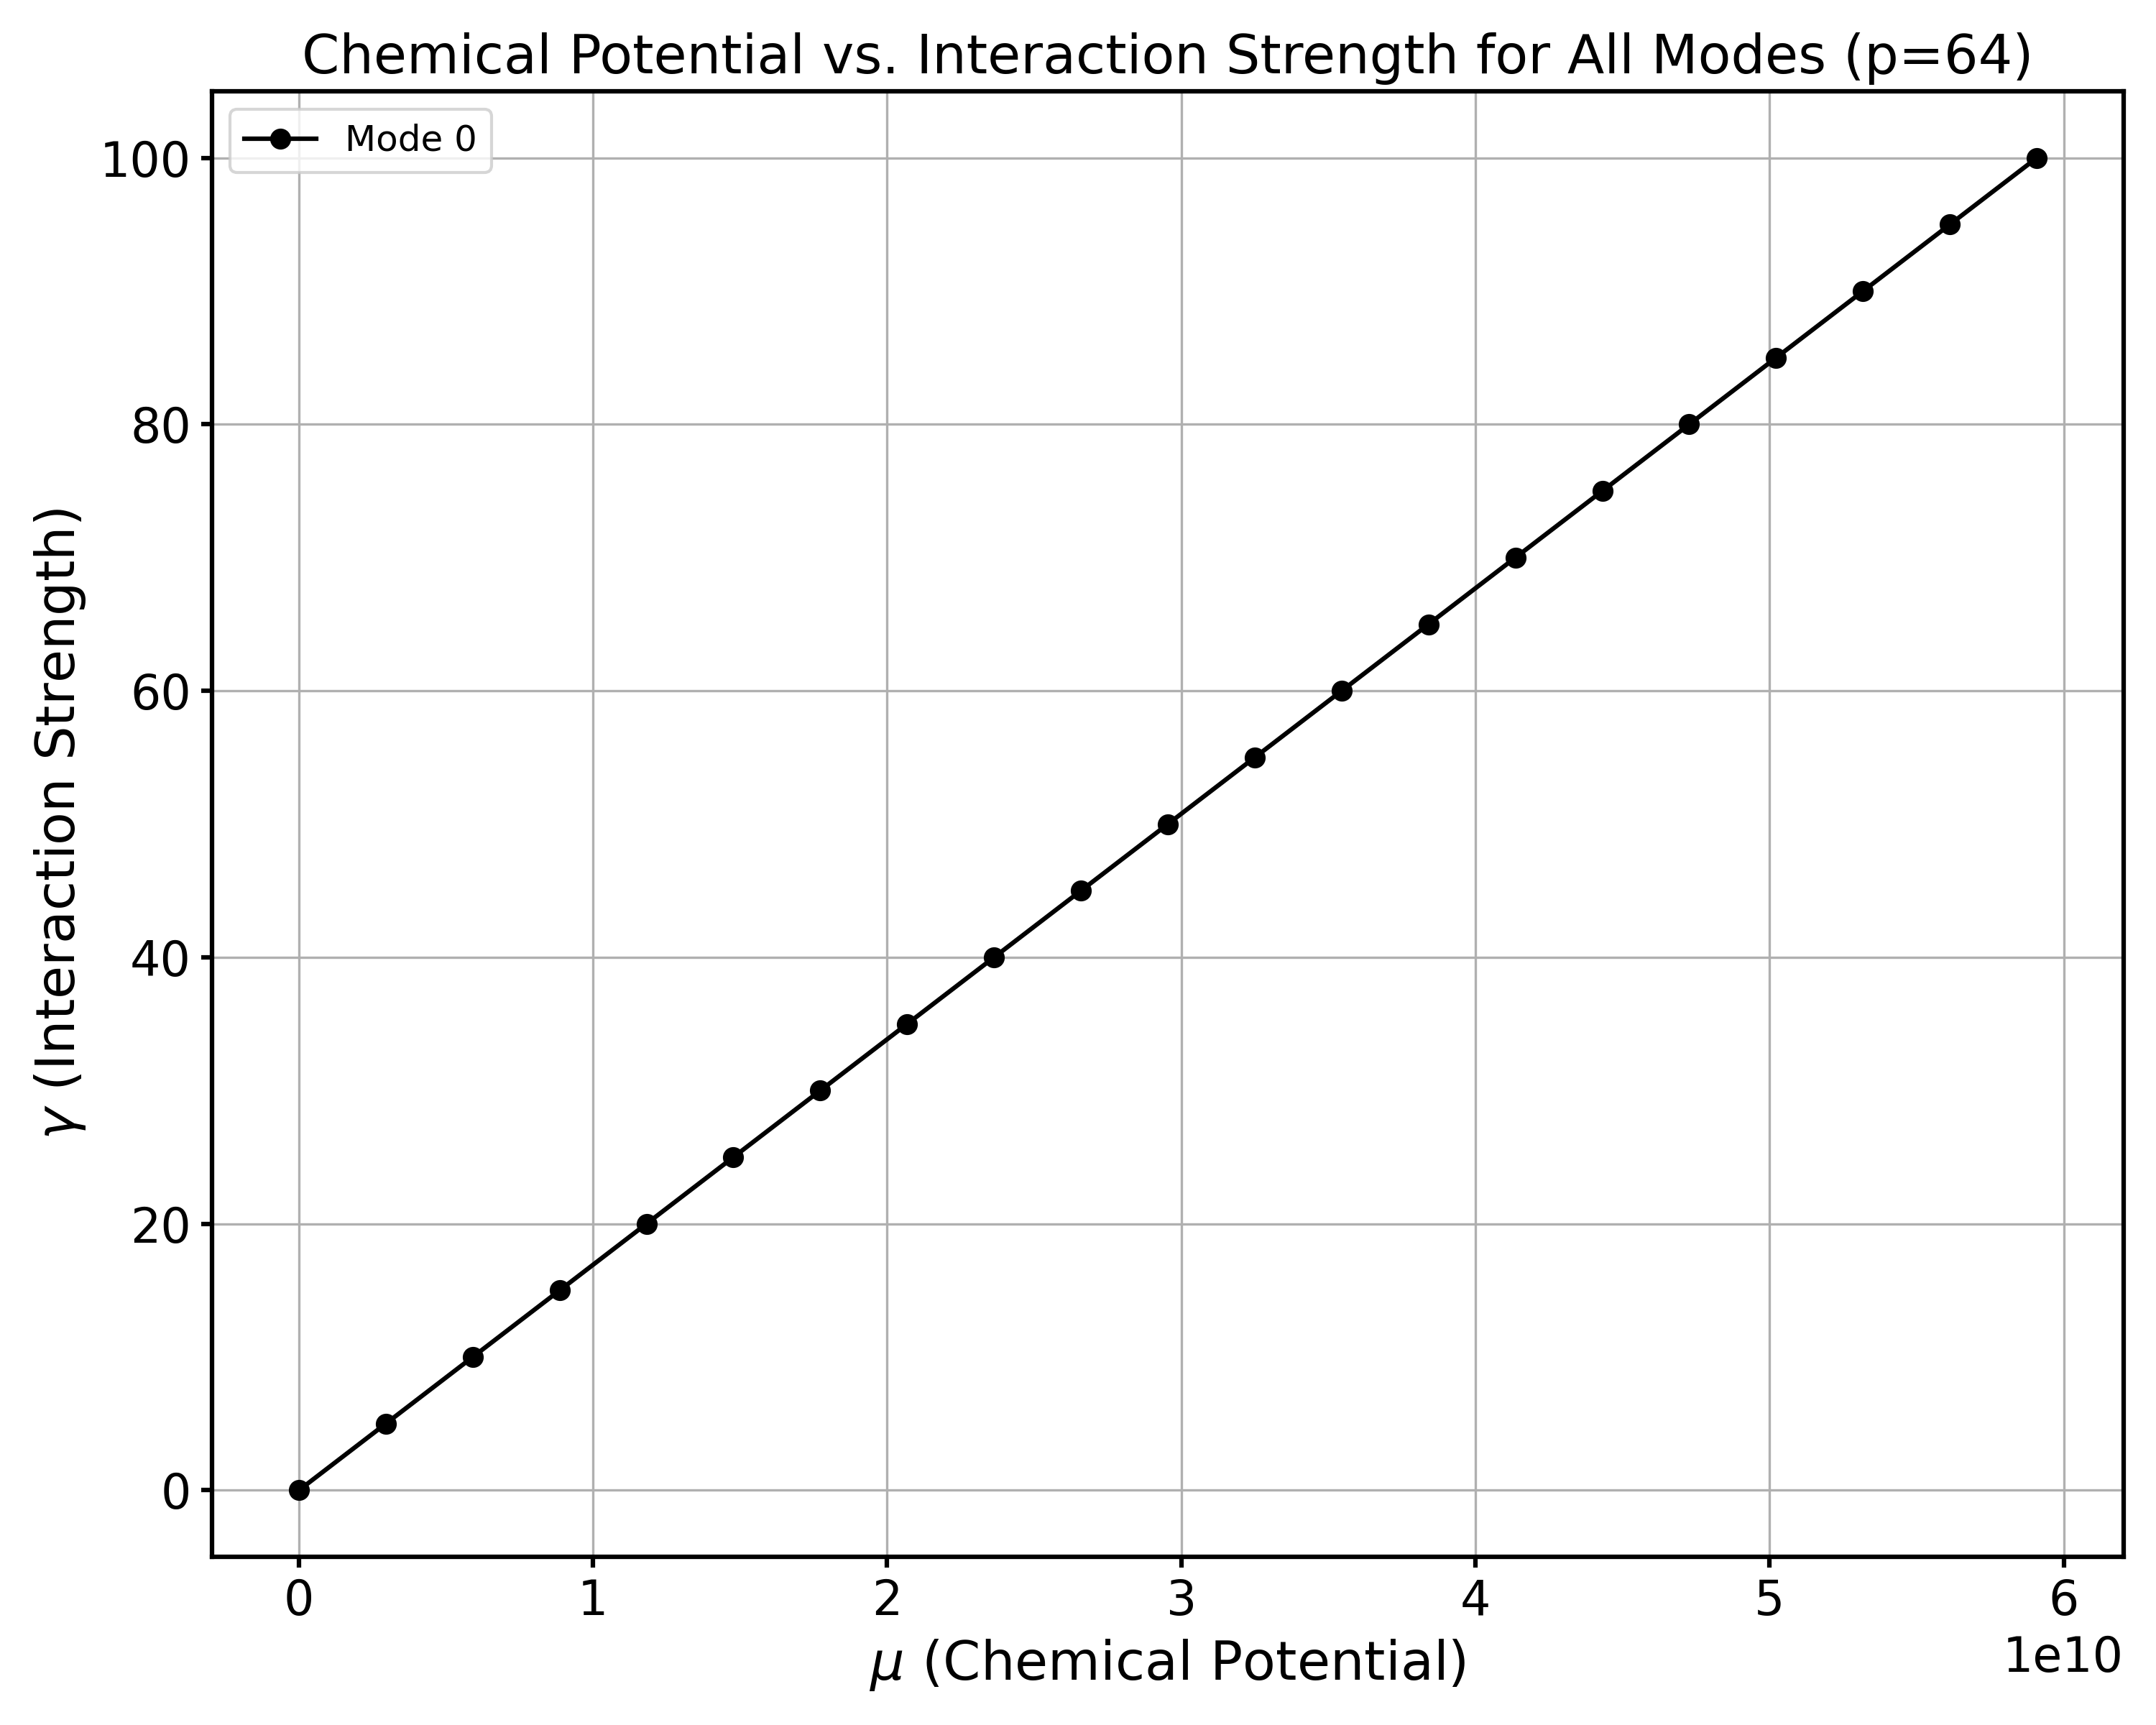 Chemical Potential vs. Interaction Strength for All Modes (p=64)
Mode 0
γ (Interaction Strength)
100
80
60
40
20
0
0 1 2 3 4 5 6
1e10
μ (Chemical Potential)